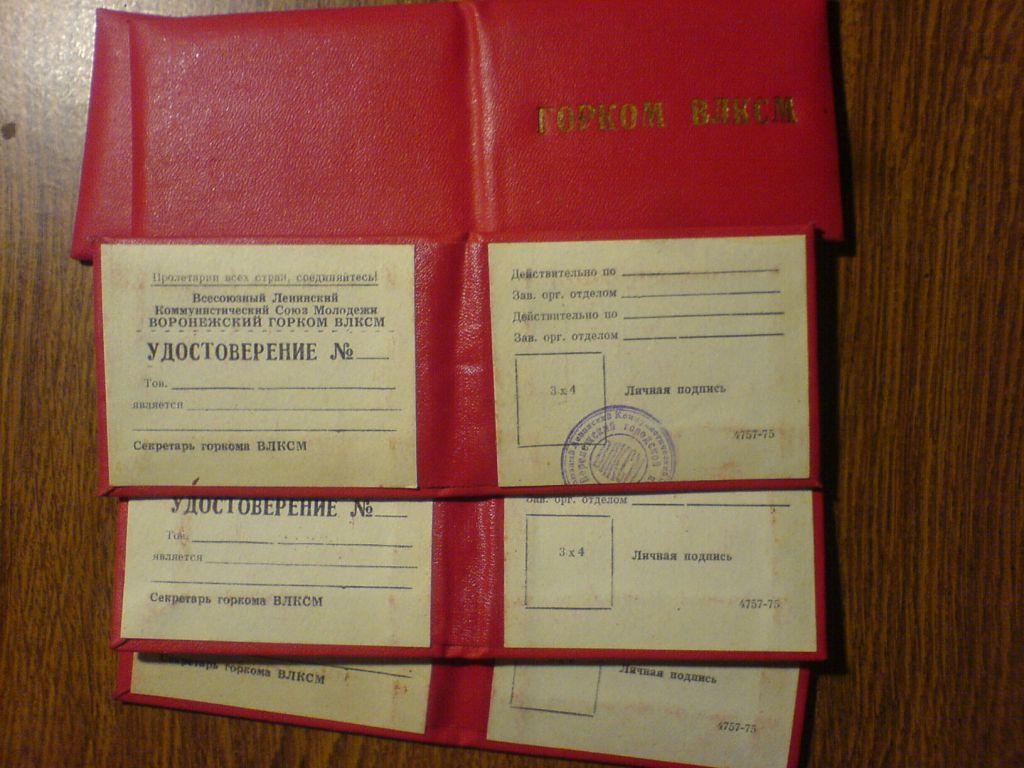 ГОРКОМ ВЛКСМ
Пролетарии всех стран, соединяйтесь!
Всесоюзный Ленинский
Коммунистический Союз Молодежи
ВОРОНЕЖСКИЙ ГОРКОМ ВЛКСМ
УДОСТОВЕРЕНИЕ №
Тов.
является
Секретарь горкома ВЛКСМ
Действительно по
Зав. орг. отделом
Действительно по
Зав. орг. отделом
3х4
Личная подпись
4757-75
Ленинский
Воронежский городской
УДОСТОВЕРЕНИЕ №
Тов.
является
Секретарь горкома ВЛКСМ
Зав. орг. отделом
3х4
Личная подпись
4757-75
Секретарь горкома ВЛКСМ
Личная подпись
4757-75